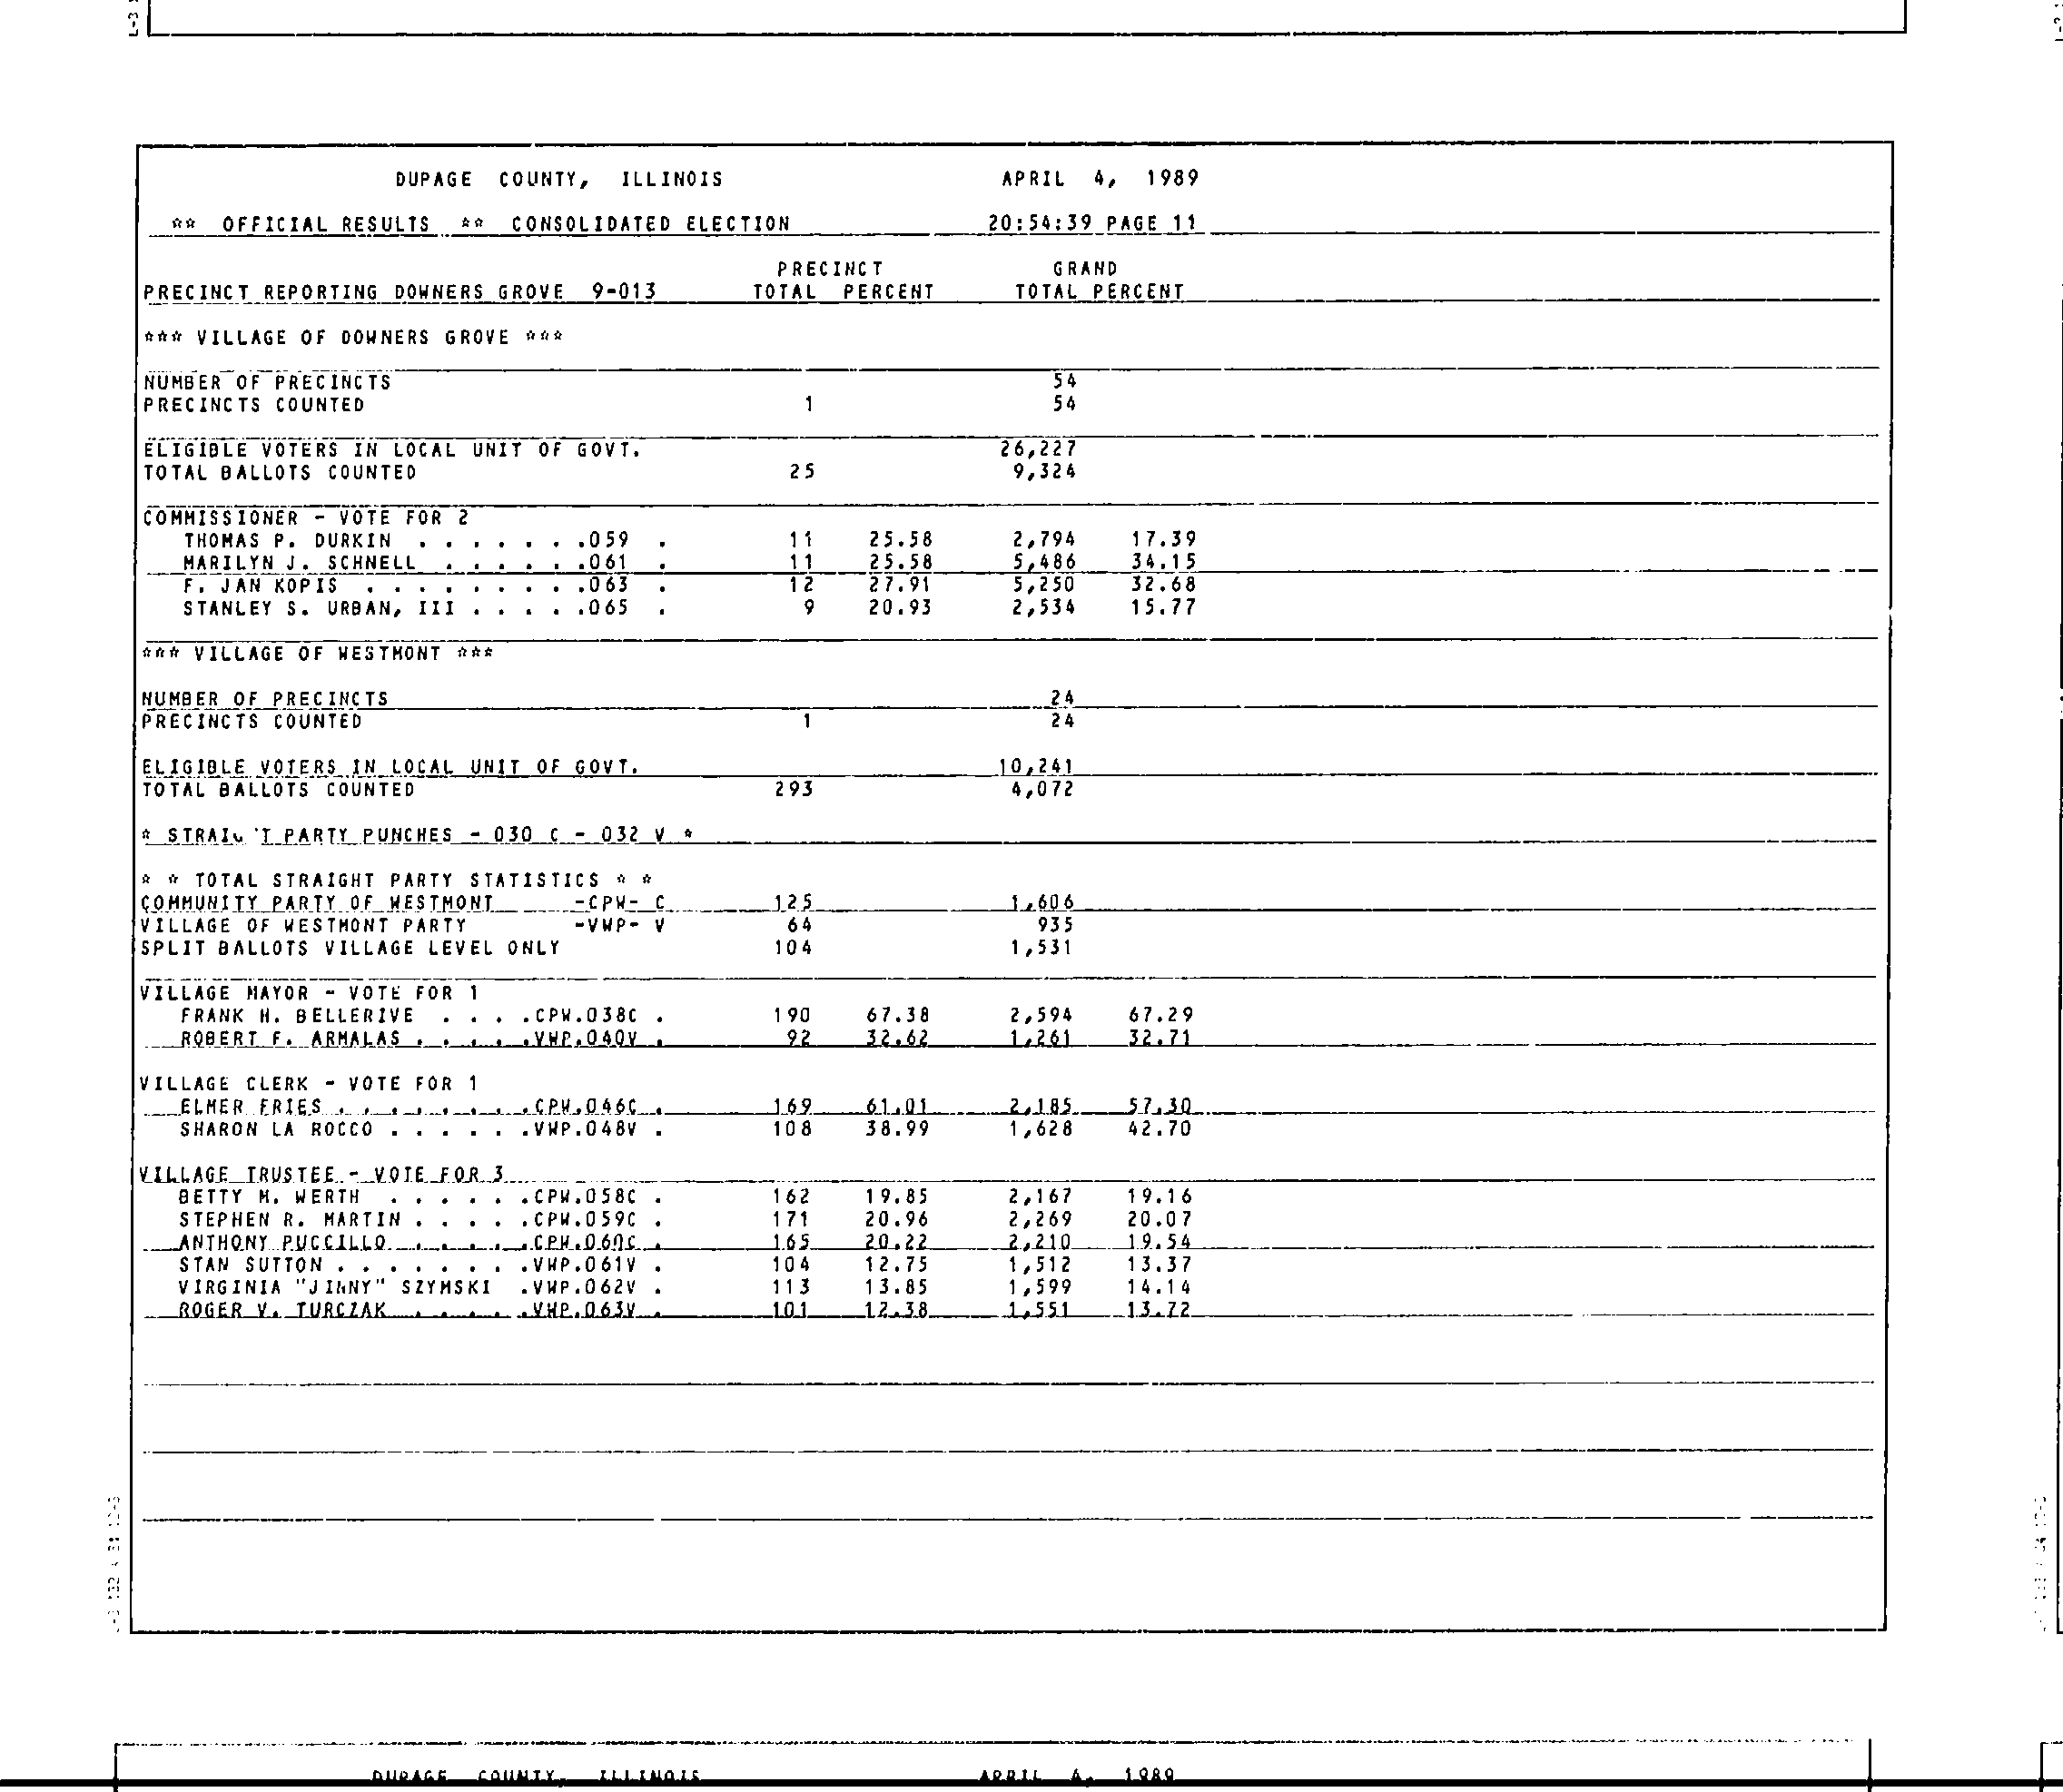 DUPAGE COUNTY, ILLINOIS APRIL 4, 1989
** OFFICIAL RESULTS ** CONSOLIDATED ELECTION 20:54:39 PAGE 11
PRECINCT GRAND
PRECINCT REPORTING DOWNERS GROVE 9-013 TOTAL PERCENT TOTAL PERCENT
*** VILLAGE OF DOWNERS GROVE ***
NUMBER OF PRECINCTS 54
PRECINCTS COUNTED 1 54
ELIGIBLE VOTERS IN LOCAL UNIT OF GOVT. 26,227
TOTAL BALLOTS COUNTED 25 9,324
COMMISSIONER - VOTE FOR 2
THOMAS P. DURKIN . . . . . . .059 . 11 25.58 2,794 17.39
MARILYN J. SCHNELL . . . . . .061 . 11 25.58 5,486 34.15
F. JAN KOPIS . . . . . . . . .063 . 12 27.91 5,250 32.68
STANLEY S. URBAN, III . . . . .065 . 9 20.93 2,534 15.77
*** VILLAGE OF WESTMONT ***
NUMBER OF PRECINCTS 24
PRECINCTS COUNTED 1 24
ELIGIBLE VOTERS IN LOCAL UNIT OF GOVT. 10,241
TOTAL BALLOTS COUNTED 293 4,072
* PARTY PUNCHES - 030 C - 032 V *
* * TOTAL STRAIGHT PARTY STATISTICS * *
COMMUNITY PARTY OF WESTMONT -CPW- C 125 1,606
VILLAGE OF WESTMONT PARTY -VWP- V 64 935
SPLIT BALLOTS VILLAGE LEVEL ONLY 104 1,531
VILLAGE MAYOR - VOTE FOR 1
FRANK H. BELLERIVE . . . .CPW.038C . 190 67.38 2,594 67.29
ROBERT F. ARMALAS . . . . .VWP.040V . 92 32.62 1,261 32.71
VILLAGE CLERK - VOTE FOR 1
ELMER FRIES . . . . . . . .CPW.046C . 169 61.01 2,185 57.30
SHARON LA ROCCO . . . . . .VWP.048V . 108 38.99 1,628 42.70
VILLAGE TRUSTEE - VOTE FOR 3
BETTY M. WERTH . . . . . .CPW.058C . 162 19.85 2,167 19.16
STEPHEN R. MARTIN . . . . .CPW.059C . 171 20.96 2,269 20.07
ANTHONY PUCCILLO . . . . . .CPW.060C . 165 20.22 2,210 19.54
STAN SUTTON . . . . . . . .VWP.061V . 104 12.75 1,512 13.37
VIRGINIA "JINNY" SZYMSKI .VWP.062V . 113 13.85 1,599 14.14
ROGER V. TURCZAK . . . . . .VWP.063V . 101 12.38 1,551 13.72
DUPAGE COUNTY, ILLINOIS APRIL 4, 1989